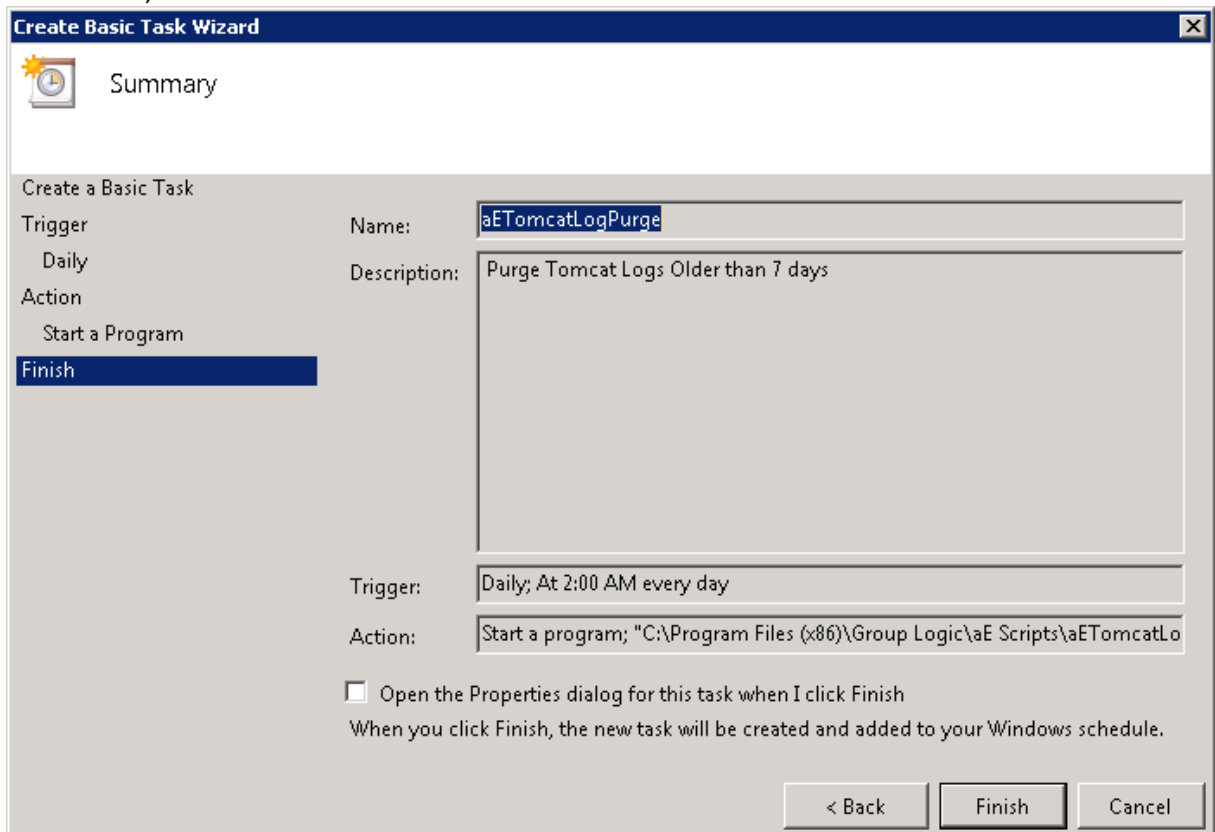 Create Basic Task Wizard
Summary
Create a Basic Task
Trigger
Daily
Action
Start a Program
Finish
Name: aETomcatLogPurge
Description: Purge Tomcat Logs Older than 7 days
Trigger: Daily; At 2:00 AM every day
Action: Start a program; "C:\Program Files (x86)\Group Logic\aE Scripts\aETomcatLo
Open the Properties dialog for this task when I click Finish
When you click Finish, the new task will be created and added to your Windows schedule.
< Back Finish Cancel